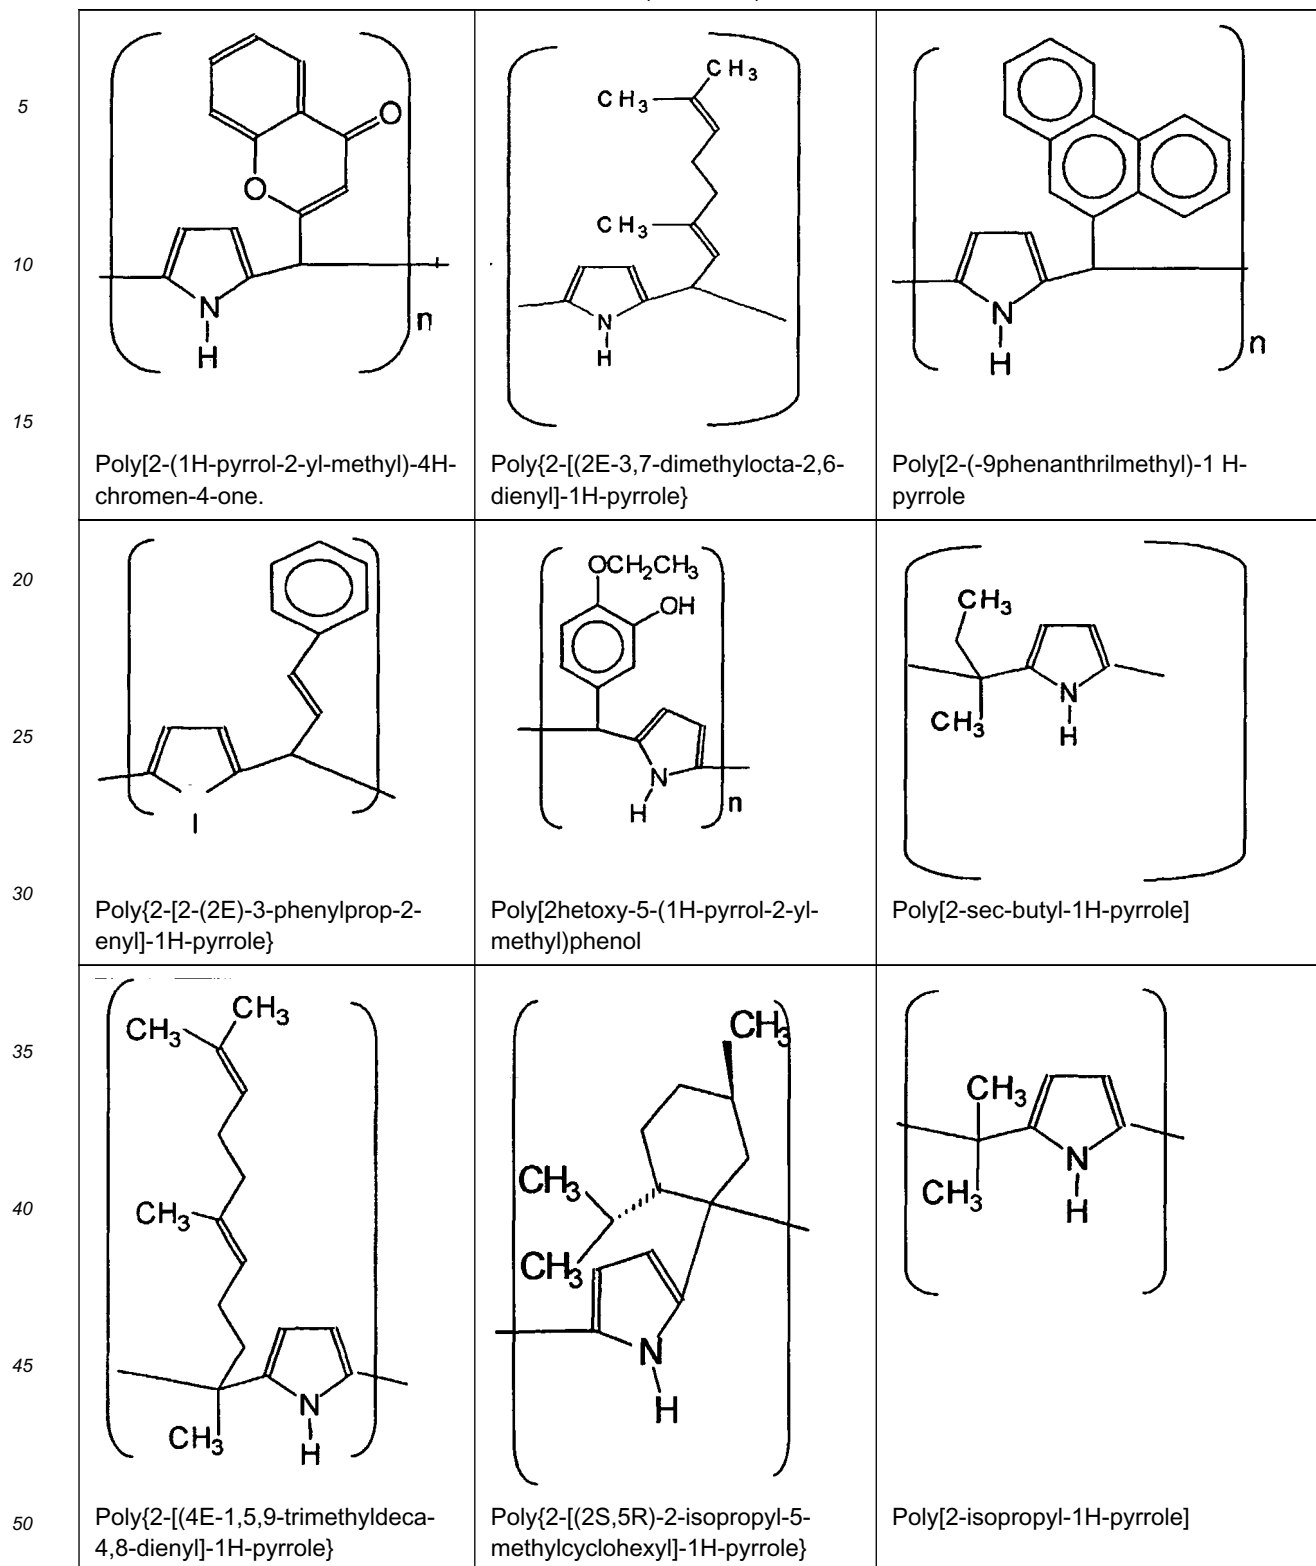 5
O
O
N
H
n
CH3
CH3
CH3
N
H
N
H
n
10
15
Poly[2-(1H-pyrrol-2-yl-methyl)-4H-
chromen-4-one.
Poly{2-[(2E-3,7-dimethylocta-2,6-
dienyl]-1H-pyrrole}
Poly[2-(-9phenanthrilmethyl)-1 H-
pyrrole
20
OCH2CH3
OH
N
H
n
CH3
CH3
N
H
25
30
Poly{2-[2-(2E)-3-phenylprop-2-
enyl]-1H-pyrrole}
Poly[2hetoxy-5-(1H-pyrrol-2-yl-
methyl)phenol
Poly[2-sec-butyl-1H-pyrrole]
35
CH3
CH3
CH3
CH3
N
H
CH3
CH3
CH3
N
H
CH3
CH3
N
H
40
45
50
Poly{2-[(4E-1,5,9-trimethyldeca-
4,8-dienyl]-1H-pyrrole}
Poly{2-[(2S,5R)-2-isopropyl-5-
methylcyclohexyl]-1H-pyrrole}
Poly[2-isopropyl-1H-pyrrole]